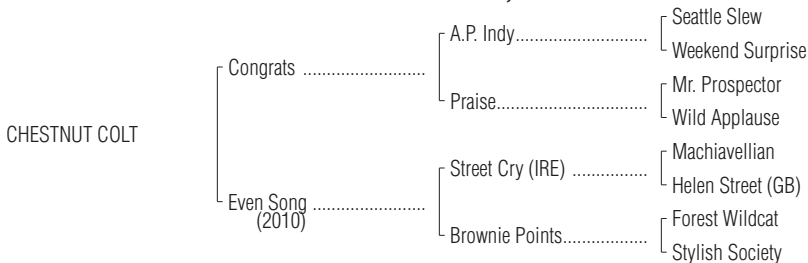 CHESTNUT COLT
Congrats ..........................
Even Song ........................
(2010)
A.P. Indy............................
Praise................................
Street Cry (IRE) ................
Brownie Points..................
Seattle Slew
Weekend Surprise
Mr. Prospector
Wild Applause
Machiavellian
Helen Street (GB)
Forest Wildcat
Stylish Society